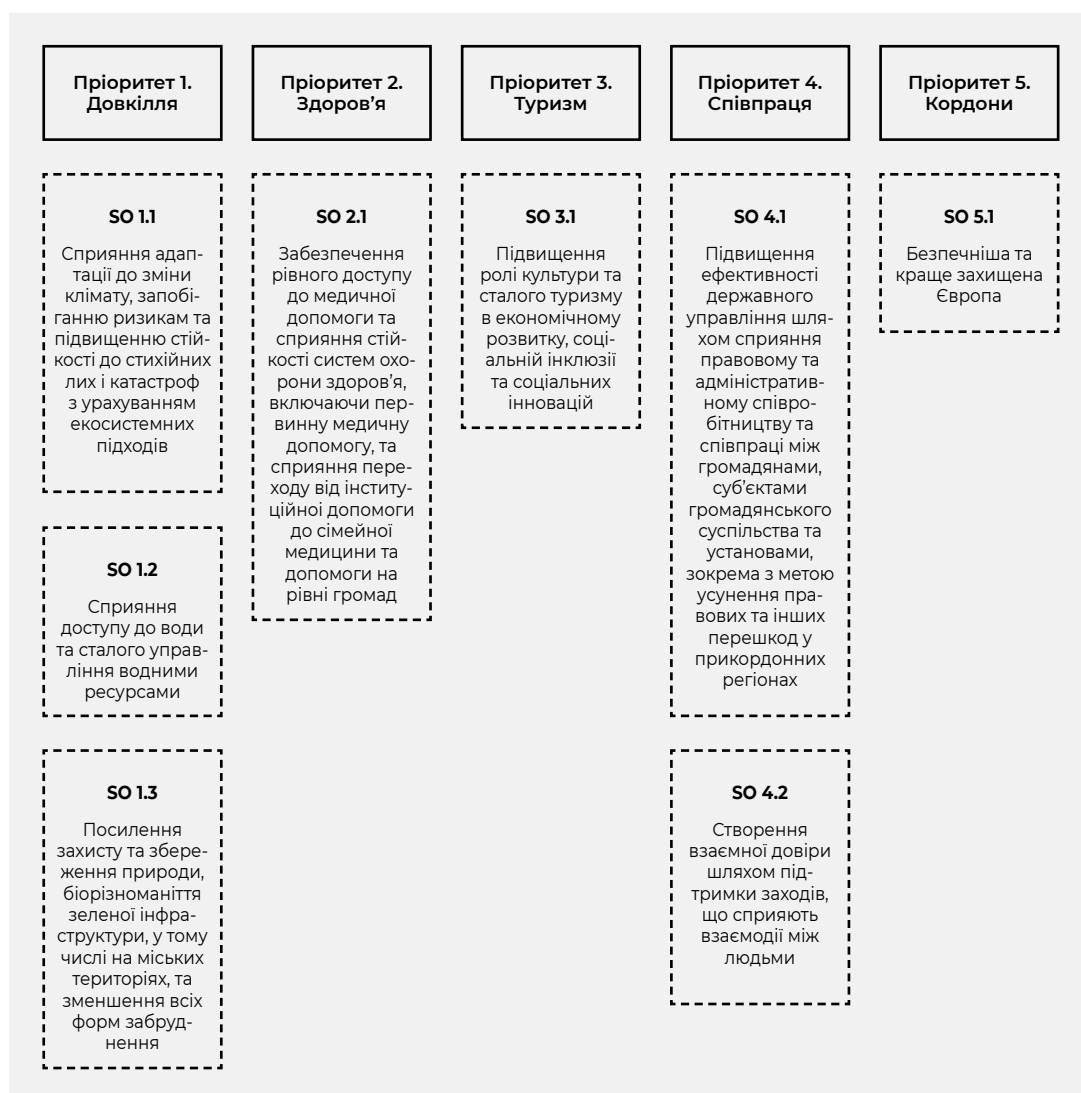 Пріоритет 1.
Довкілля
SO 1.1
Сприяння адап-
тації до зміни
клімату, запобі-
ганню ризикам та
підвищенню стій-
кості до стихійних
лих і катастроф
з урахуванням
екосистемних
підходів
SO 1.2
Сприяння
доступу до води
та сталого управ-
ління водними
ресурсами
SO 1.3
Посилення
захисту та збере-
ження природи,
біорізноманіття
зеленої інфра-
структури, у тому
числі на міських
територіях, та
зменшення всіх
форм забруд-
нення
Пріоритет 2.
Здоров’я
SO 2.1
Забезпечення
рівного доступу
до медичної
допомоги та
сприяння стій-
кості систем охо-
рони здоров’я,
включаючи пер-
винну медичну
допомогу, та
сприяння пере-
ходу від інститу-
ційної допомоги
до сімейної
медицини та
допомоги на
рівні громад
Пріоритет 3.
Туризм
SO 3.1
Підвищення
ролі культури та
сталого туризму
в економічному
розвитку, соці-
альній інклюзії
та соціальних
інновацій
Пріоритет 4.
Співпраця
SO 4.1
Підвищення
ефективності
державного
управління шля-
хом сприяння
правовому та
адміністратив-
ному співро-
бітництву та
співпраці між
громадянами,
суб’єктами
громадянського
суспільства та
установами,
зокрема з метою
усунення пра-
вових та інших
перешкод у
прикордонних
регіонах
SO 4.2
Створення
взаємної довіри
шляхом під-
тримки заходів,
що сприяють
взаємодії між
людьми
Пріоритет 5.
Кордони
SO 5.1
Безпечніша та
краще захищена
Європа